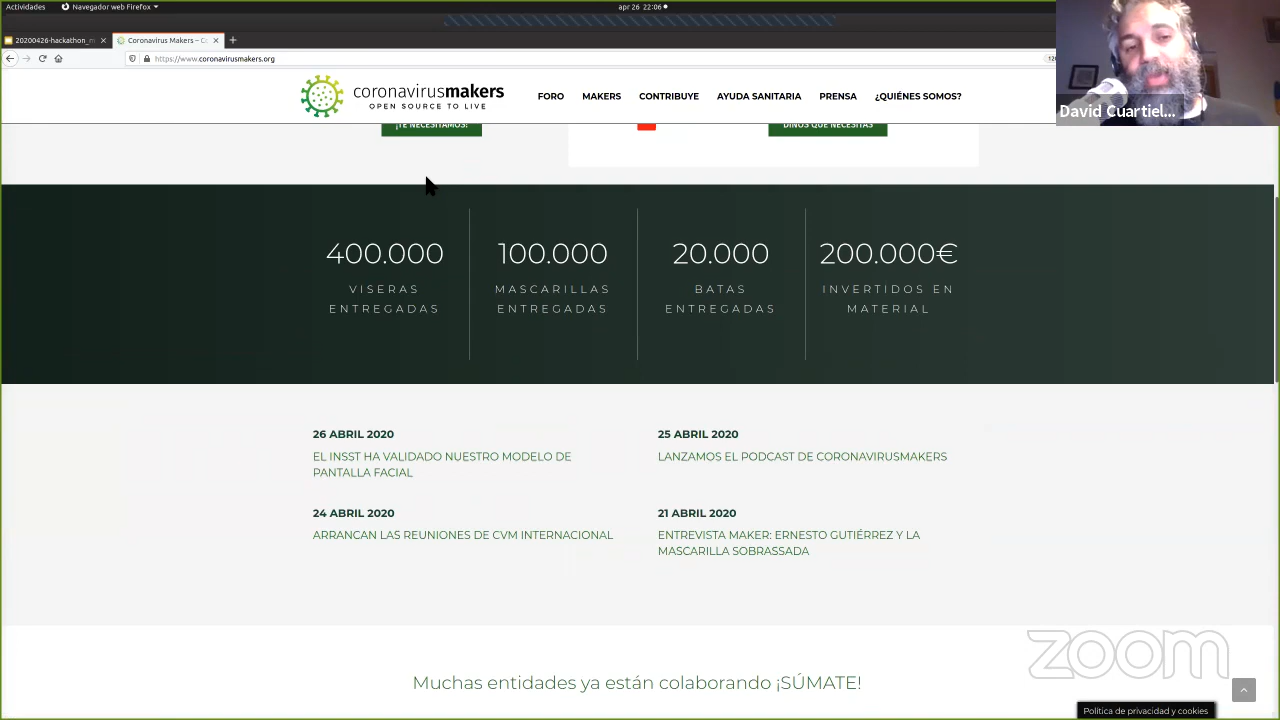 Actividades
Navegador web Firefox
apr 26 22:06
20200426-hackathon_m
Coronavirus Makers – C
https://www.coronavirusmakers.org
120
coronavirusmakers
OPEN SOURCE TO LIVE
FORO
MAKERS
CONTRIBUYE
AYUDA SANITARIA
PRENSA
¿QUIÉNES SOMOS?
David Cuartiel...
¡TE NECESITAMOS!
DINOS QUE NECESITAS
400.000
VISERAS
ENTREGADAS
100.000
MASCARILLAS
ENTREGADAS
20.000
BATAS
ENTREGADAS
200.000€
INVERTIDOS EN
MATERIAL
26 ABRIL 2020
EL INSST HA VALIDADO NUESTRO MODELO DE
PANTALLA FACIAL
25 ABRIL 2020
LANZAMOS EL PODCAST DE CORONAVIRUSMAKERS
24 ABRIL 2020
ARRANCAN LAS REUNIONES DE CVM INTERNACIONAL
21 ABRIL 2020
ENTREVISTA MAKER: ERNESTO GUTIÉRREZ Y LA
MASCARILLA SOBRASSADA
zoom
Muchas entidades ya están colaborando ¡SÚMATE!
Política de privacidad y cookies